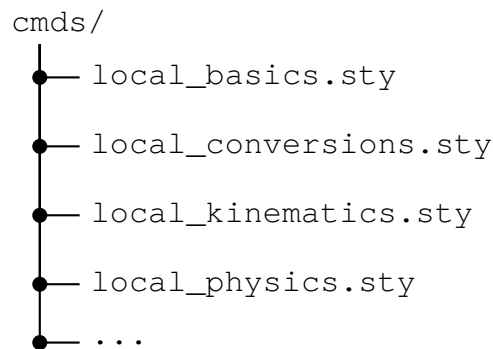 cmds/
local_basics.sty
local_conversions.sty
local_kinematics.sty
local_physics.sty
...